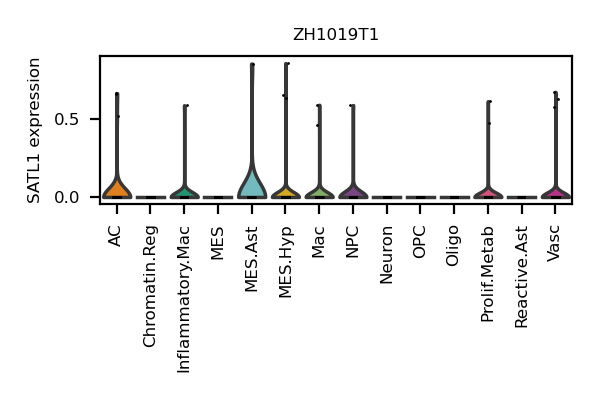 ZH1019T1
SATL1 expression
0.5
0.0
AC
Chromatin.Reg
Inflammatory.Mac
MES
MES.Ast
MES.Hyp
Mac
NPC
Neuron
OPC
Oligo
Prolif.Metab
Reactive.Ast
Vasc